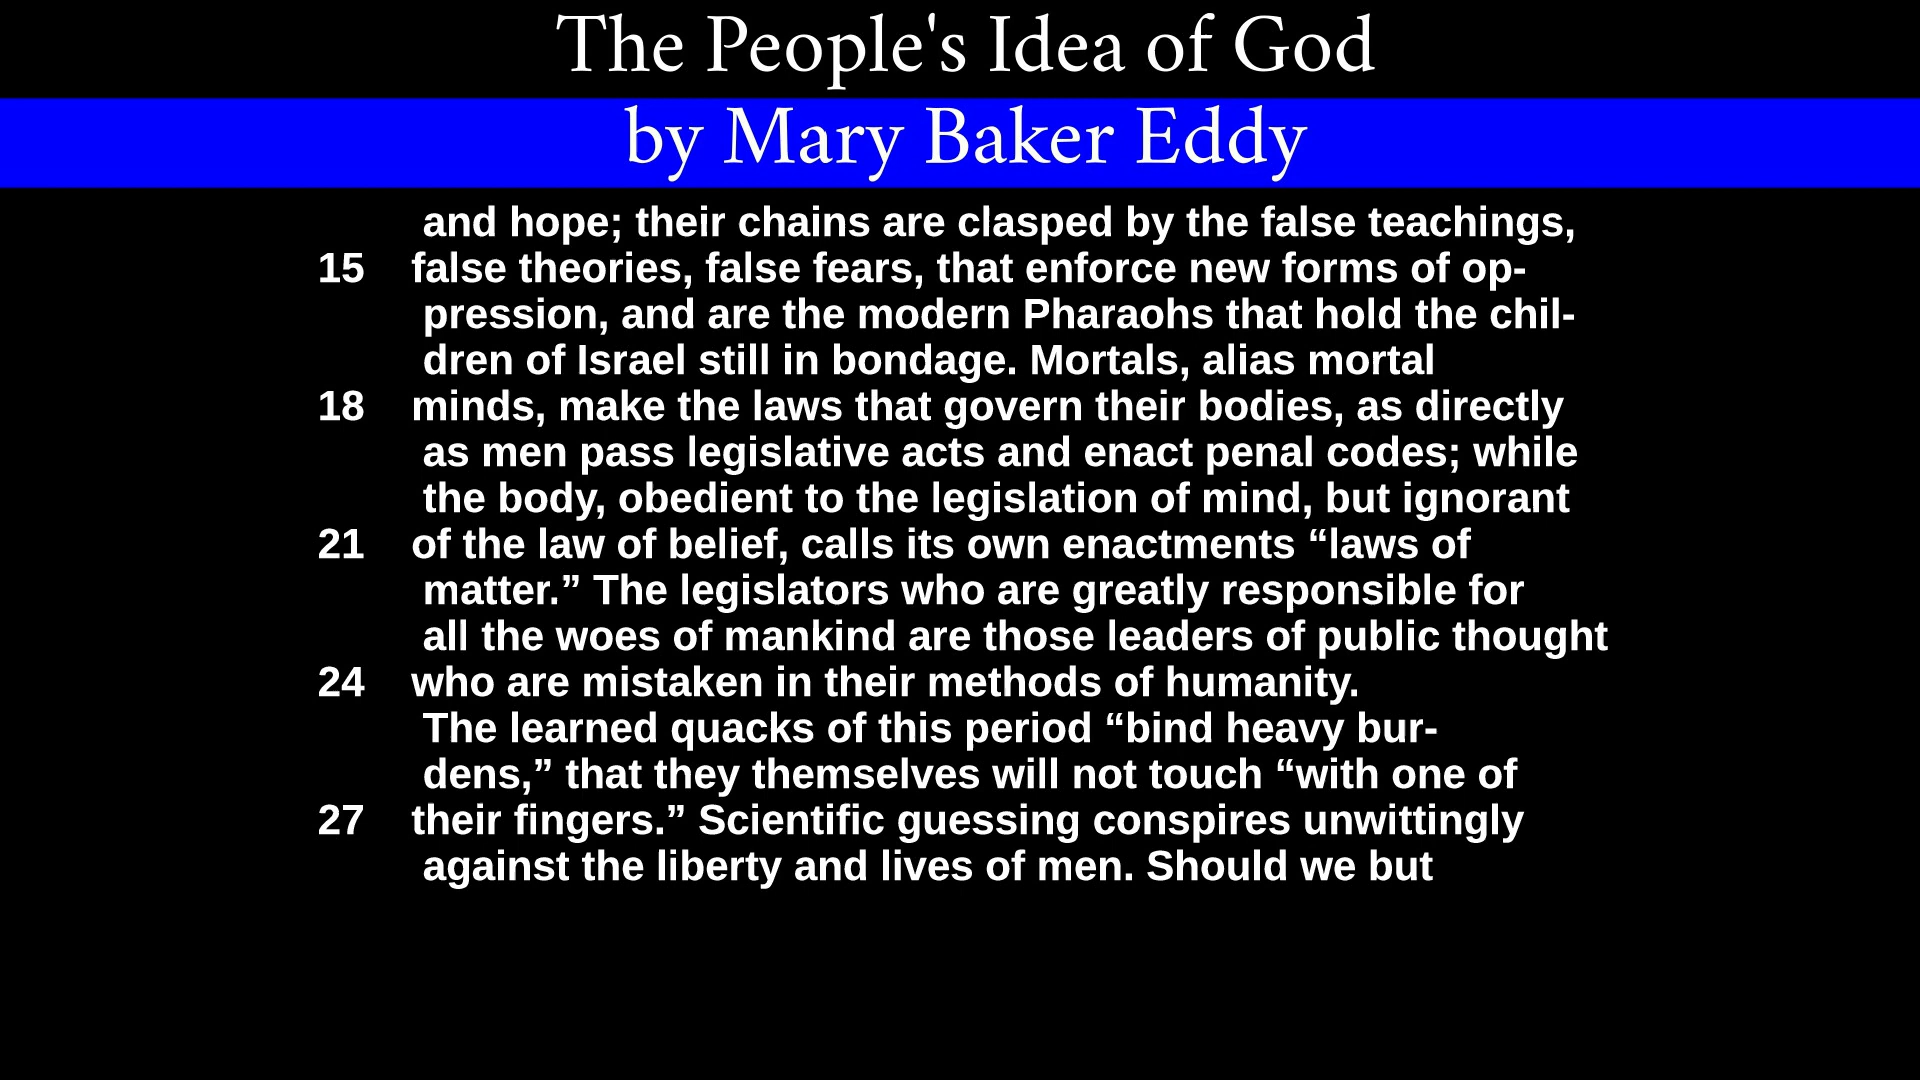 The People's Idea of God
by Mary Baker Eddy
and hope; their chains are clasped by the false teachings,
15 false theories, false fears, that enforce new forms of op-
pression, and are the modern Pharaohs that hold the chil-
dren of Israel still in bondage. Mortals, alias mortal
18 minds, make the laws that govern their bodies, as directly
as men pass legislative acts and enact penal codes; while
the body, obedient to the legislation of mind, but ignorant
21 of the law of belief, calls its own enactments “laws of
matter.” The legislators who are greatly responsible for
all the woes of mankind are those leaders of public thought
24 who are mistaken in their methods of humanity.
The learned quacks of this period “bind heavy bur-
dens,” that they themselves will not touch “with one of
27 their fingers.” Scientific guessing conspires unwittingly
against the liberty and lives of men. Should we but